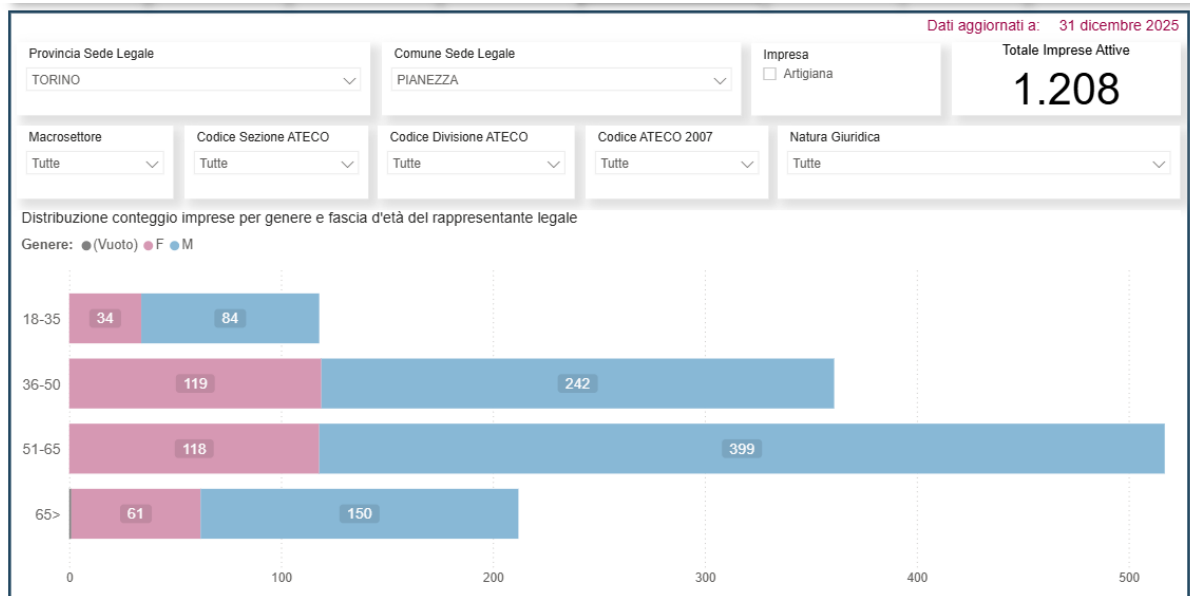 Dati aggiornati a: 31 dicembre 2025
Provincia Sede Legale
TORINO
Comune Sede Legale
PIANEZZA
Impresa
Artigiana
Totale Imprese Attive
1.208
Macrosettore
Tutte
Codice Sezione ATECO
Tutte
Codice Divisione ATECO
Tutte
Codice ATECO 2007
Tutte
Natura Giuridica
Tutte
Distribuzione conteggio imprese per genere e fascia d'età del rappresentante legale
Genere: (Vuoto) F M
18-35 34 84
36-50 119 242
51-65 118 399
65> 61 150
0 100 200 300 400 500